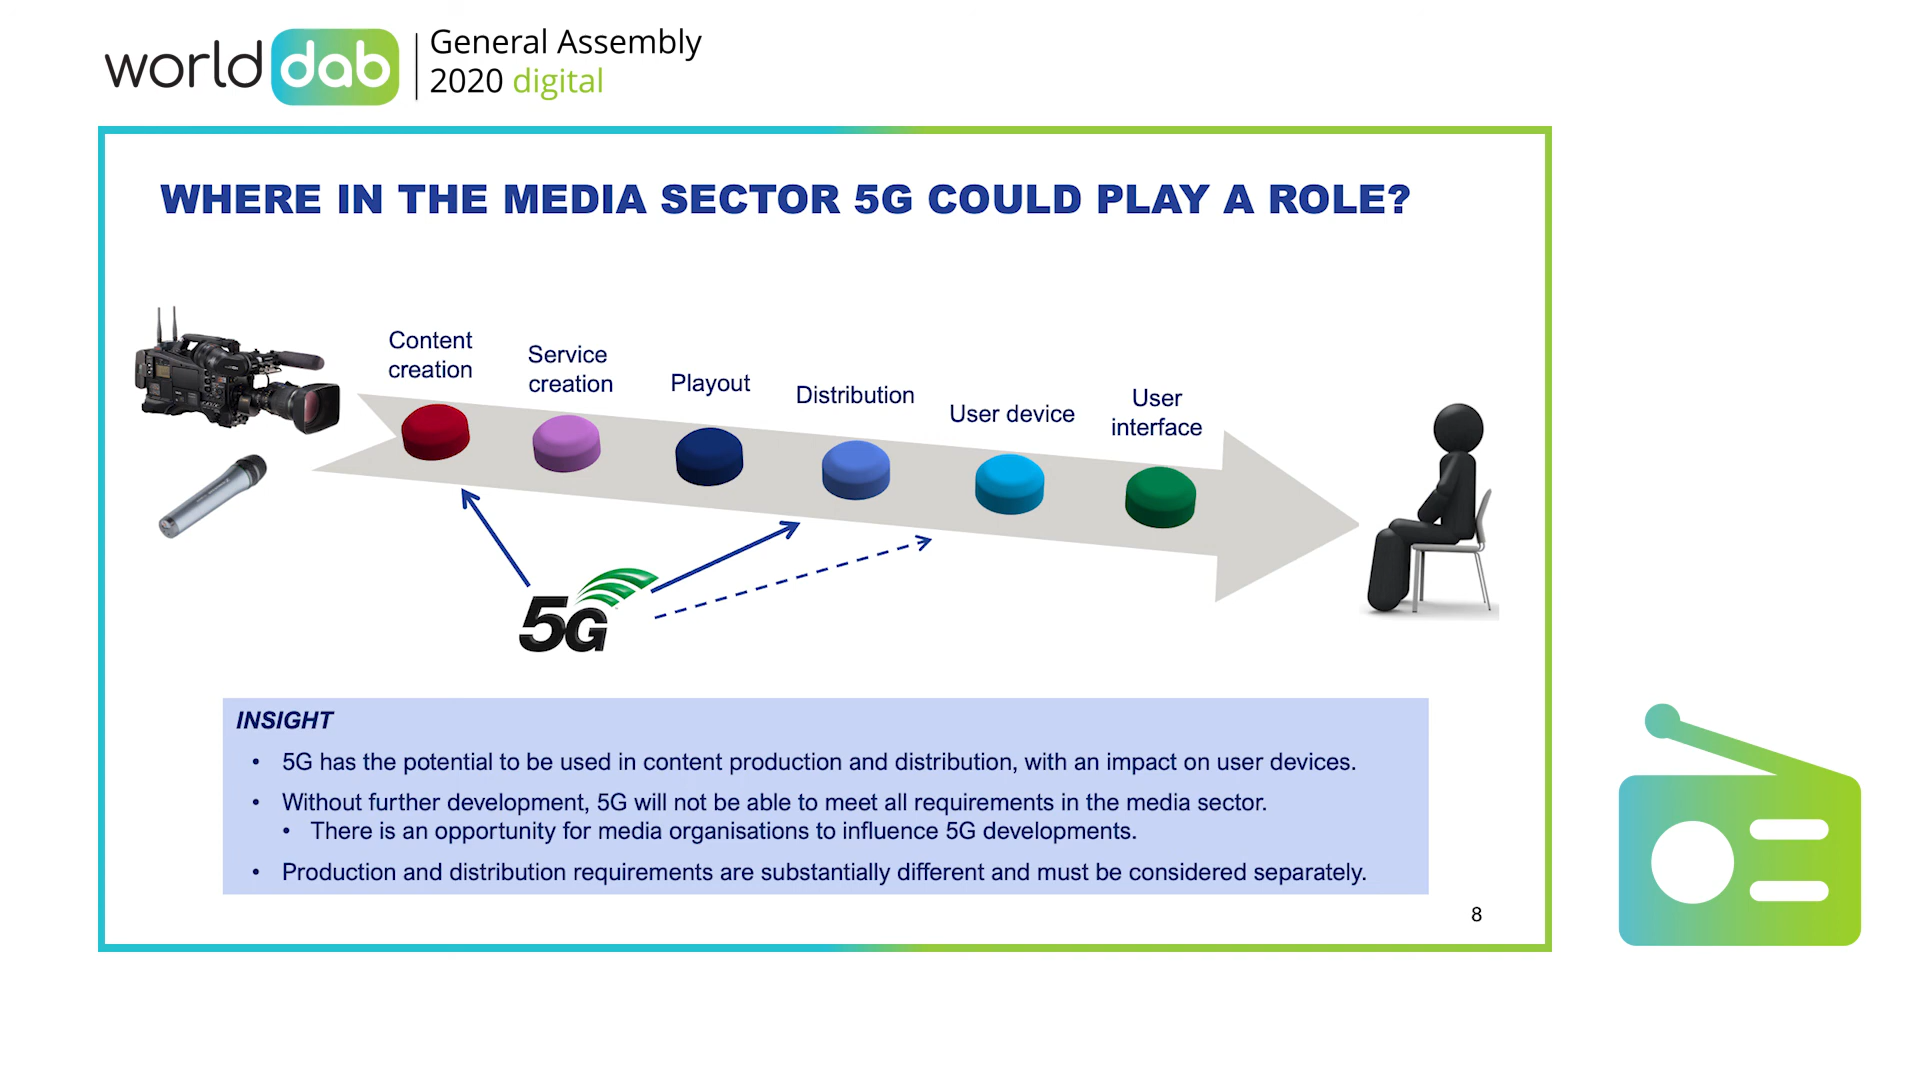 worlddab
General Assembly
2020 digital
WHERE IN THE MEDIA SECTOR 5G COULD PLAY A ROLE?
Content
creation
Service
creation
Playout
Distribution
User device
User
interface
5G
INSIGHT
• 5G has the potential to be used in content production and distribution, with an impact on user devices.
• Without further development, 5G will not be able to meet all requirements in the media sector.
• There is an opportunity for media organisations to influence 5G developments.
• Production and distribution requirements are substantially different and must be considered separately.
8